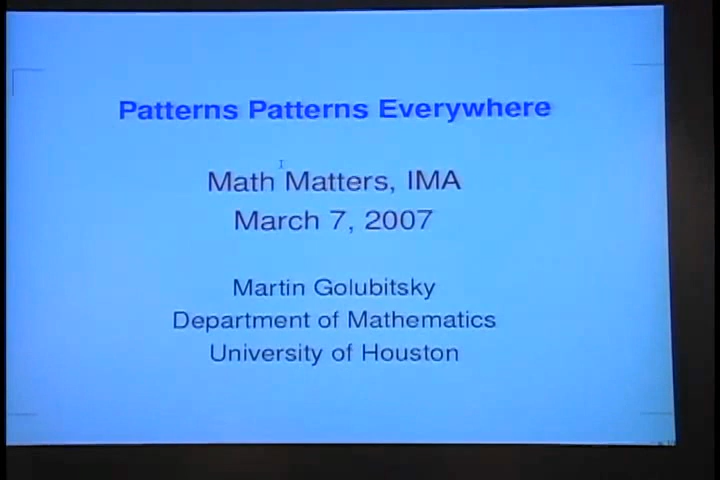 Patterns Patterns Everywhere
Math Matters, IMA
March 7, 2007
Martin Golubitsky
Department of Mathematics
University of Houston